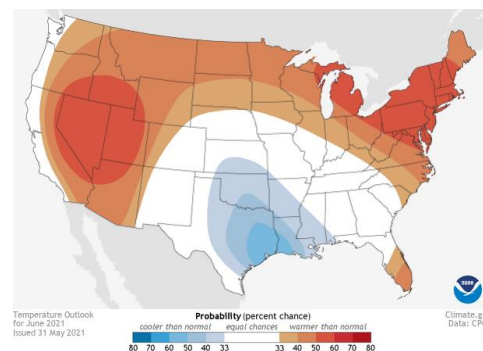 NOAA
Temperature Outlook
for June 2021
Issued 31 May 2021
Probability (percent chance)
cooler than normal equal chances warmer than normal
80 70 60 50 40 33 33 40 50 60 70 80
Climate.g
Data: CP